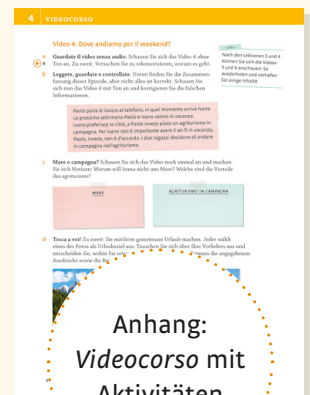 4 VIDEOCORSO
Video 4: Dove andiamo per il weekend?
a Guardate il video senza audio. Schauen Sie sich das Video 4 ohne
4 Ton an. Zu zweit: Versuchen Sie zu rekonstruieren, worum es geht.
b Leggete, guardate e controllate. Unten finden Sie die Zusammen-
fassung dieser Episode, aber nicht alles ist korrekt. Schauen Sie
sich nun das Video 4 mit Ton an und korrigieren Sie die falschen
Informationen.
Nach den Lektionen 3 und 4
können Sie sich die Videos
3 und 4 anschauen: So
wiederholen und vertiefen
Sie einige Inhalte.
Paolo parla di lavoro al telefono, in quel momento arriva Ivano.
La prossima settimana Paolo e Ivano vanno in vacanza.
Ivano preferisce la città, a Paolo invece piace un agriturismo in
campagna. Per Ivano non è importante avere il wi-fi in vacanza,
Paolo, invece, non è d'accordo. I due ragazzi decidono di andare
in campagna nell'agriturismo.
c Mare o campagna? Schauen Sie sich das Video noch einmal an und machen
Sie sich Notizen: Warum will Ivano nicht ans Meer? Welche sind die Vorteile
des agriturismo?
MARE
AGRITURISMO IN CAMPAGNA
d Tocca a voi! Zu zweit: Sie möchten gemeinsam Urlaub machen. Jeder wählt
eines der Fotos als Urlaubsziel aus. Tauschen Sie sich über Ihre Vorlieben aus und
entscheiden Sie, wohin Sie die angegebenen
Ausdrücke sowie die
Anhang:
Videocorso mit
Aktivitäten